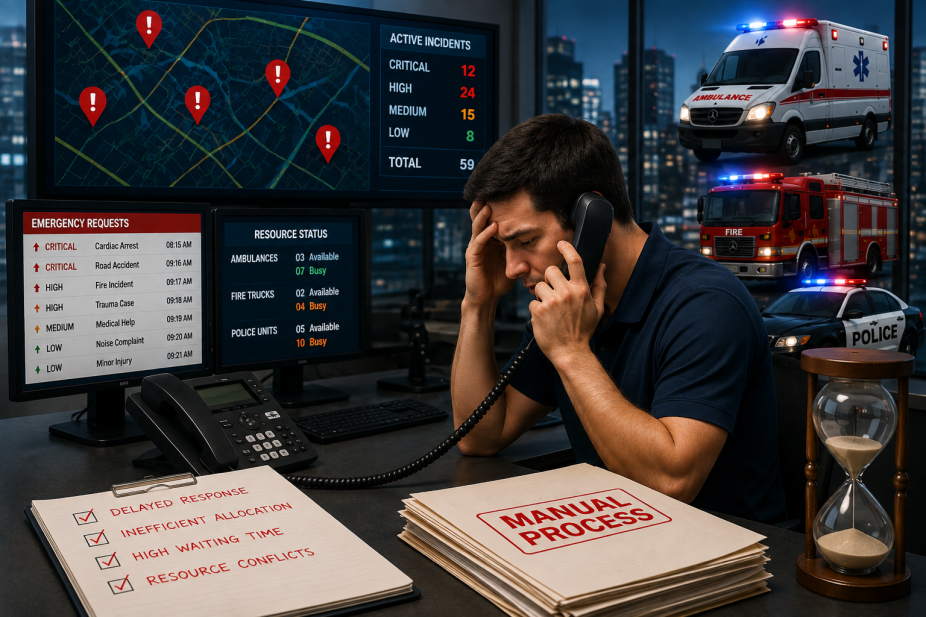 ACTIVE INCIDENTS
CRITICAL 12
HIGH 24
MEDIUM 15
LOW 8
TOTAL 59
EMERGENCY REQUESTS
CRITICAL Cardiac Arrest 08:15 AM
CRITICAL Road Accident 09:16 AM
HIGH Fire Incident 09:17 AM
HIGH Trauma Case 09:18 AM
MEDIUM Medical Help 09:19 AM
LOW Noise Complaint 09:20 AM
LOW Minor Injury 09:21 AM
RESOURCE STATUS
AMBULANCES 03 Available
07 Busy
FIRE TRUCKS 02 Available
04 Busy
POLICE UNITS 05 Available
10 Busy
AMBULANCE
FIRE
POLICE
DELAYED RESPONSE
INEFFICIENT ALLOCATION
HIGH WAITING TIME
RESOURCE CONFLICTS
MANUAL
PROCESS